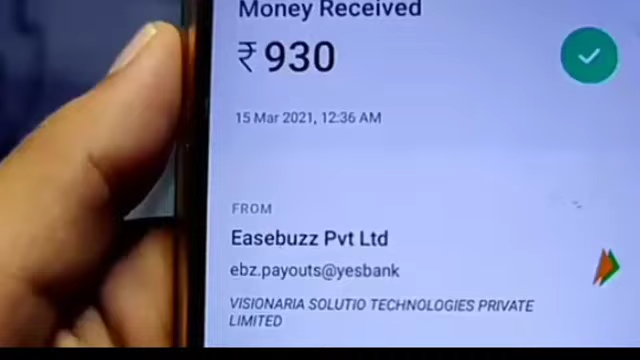 Money Received
₹930
15 Mar 2021, 12:36 AM
FROM
Easebuzz Pvt Ltd
ebz.payouts@yesbank
VISIONARIA SOLUTIO TECHNOLOGIES PRIVATE
LIMITED